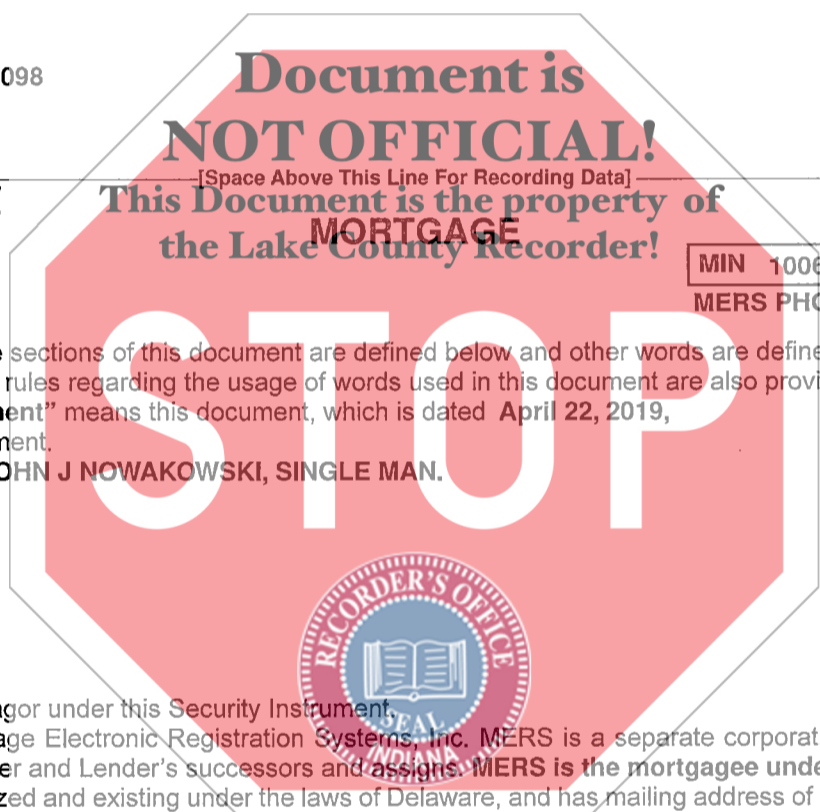 098
Document is
NOT OFFICIAL!
[Space Above This Line For Recording Data]
This Document is the property of
MORTGAGE
the Lake County Recorder!
MIN 1006
MERS PHO
sections of this document are defined below and other words are define
rules regarding the usage of words used in this document are also provi
ent” means this document, which is dated April 22, 2019,
ment.
OHN J NOWAKOWSKI, SINGLE MAN.
STOP
RECORDER'S OFFICE
agor under this Security Instrument.
SEAL
age Electronic Registration Systems, Inc. MERS is a separate corporat
INDIANA
er and Lender's successors and assigns. MERS is the mortgagee unde
zed and existing under the laws of Delaware, and has mailing address of